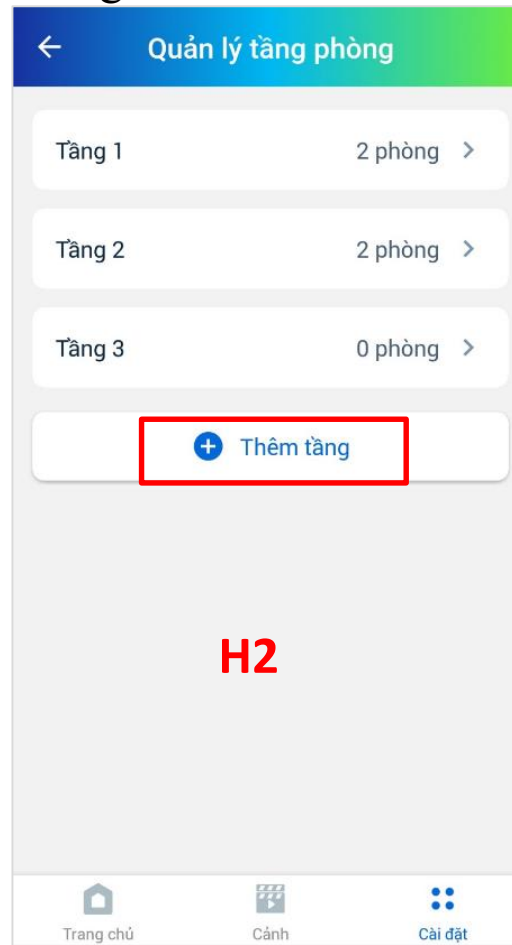 Quản lý tầng phòng
Tầng 1 2 phòng
Tầng 2 2 phòng
Tầng 3 0 phòng
Thêm tầng
H2
Trang chủ Cảnh Cài đặt